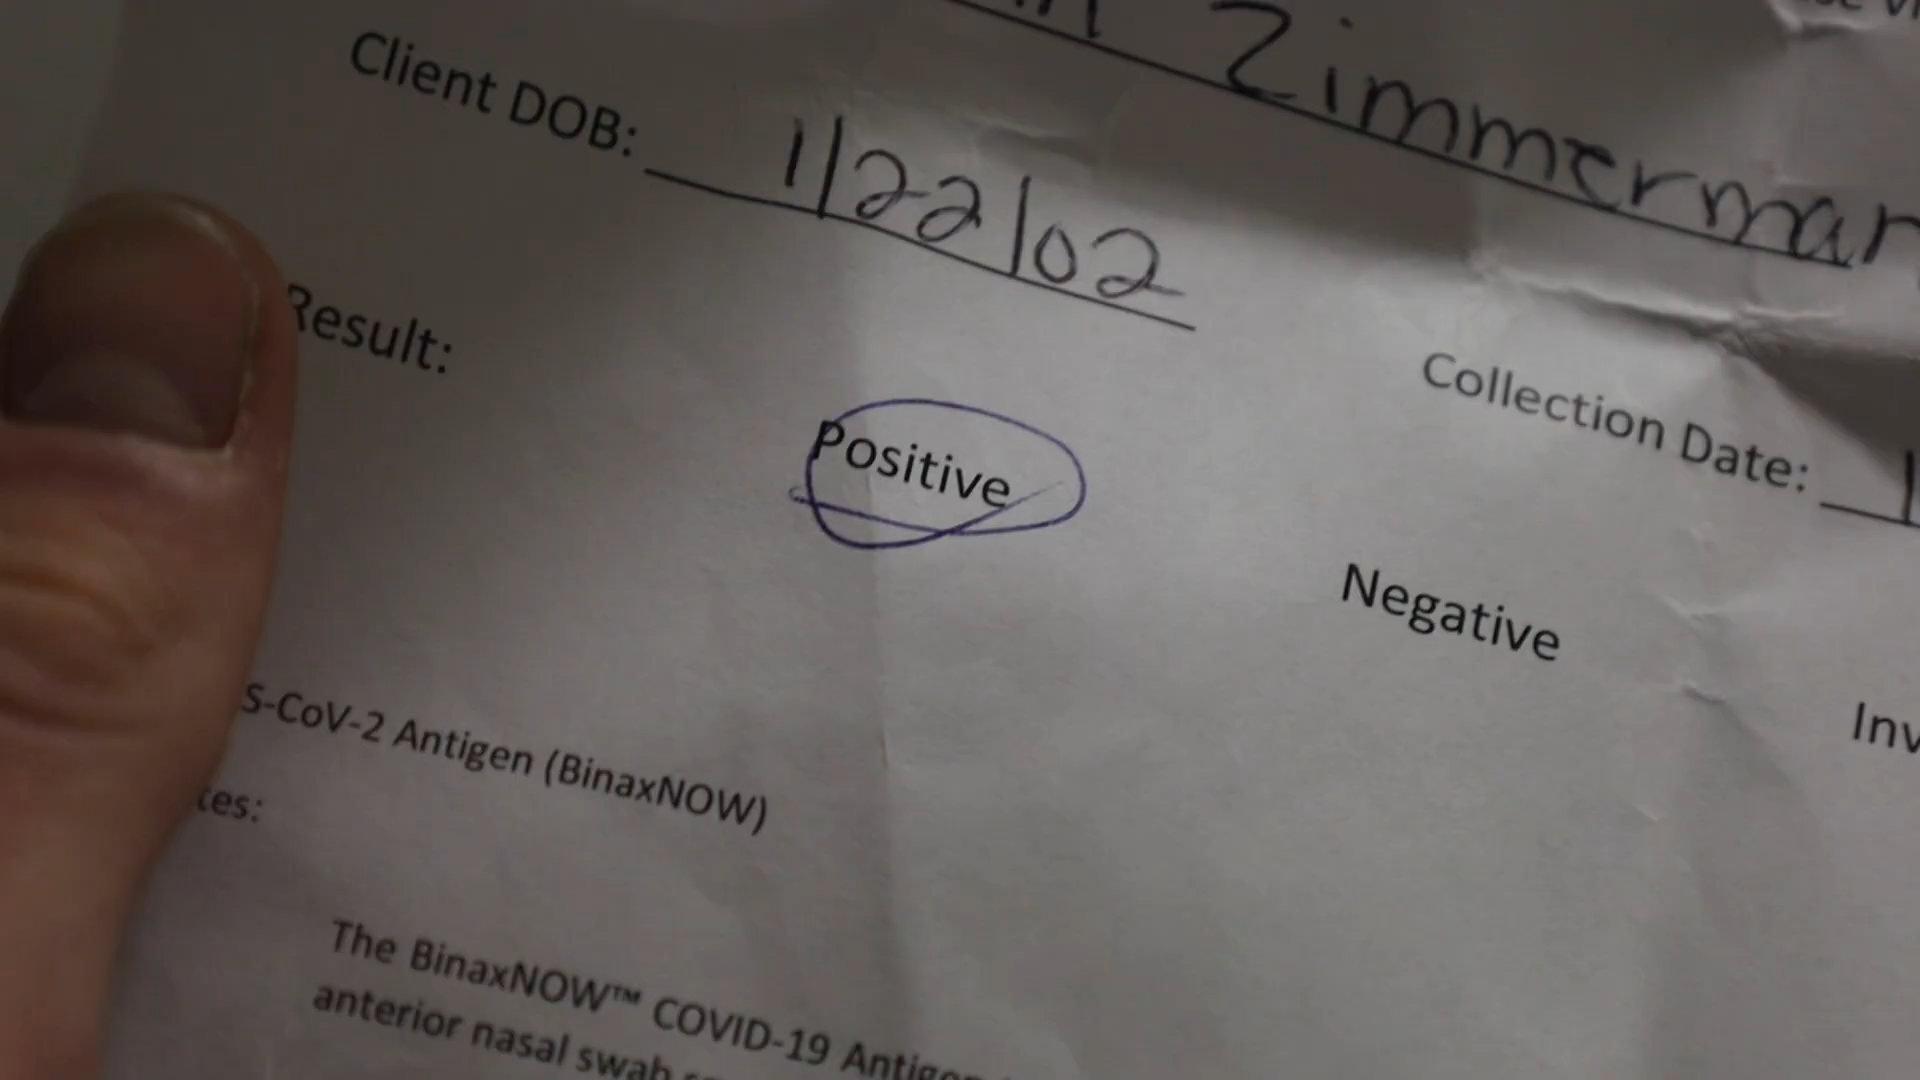 Zimmerman
Client DOB: 1/22/02
Collection Date:
Result:
Positive
Negative
S-CoV-2 Antigen (BinaxNOW)
The BinaxNOW™ COVID-19
anterior nasal swab